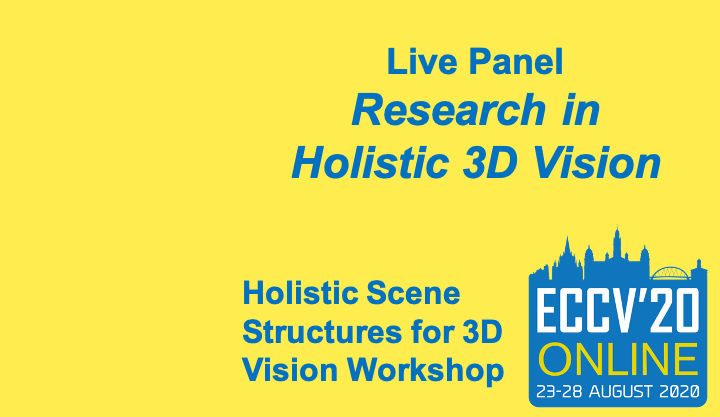 Live Panel
Research in
Holistic 3D Vision
Holistic Scene
Structures for 3D
Vision Workshop
ECCV'20
ONLINE
23-28 AUGUST 2020